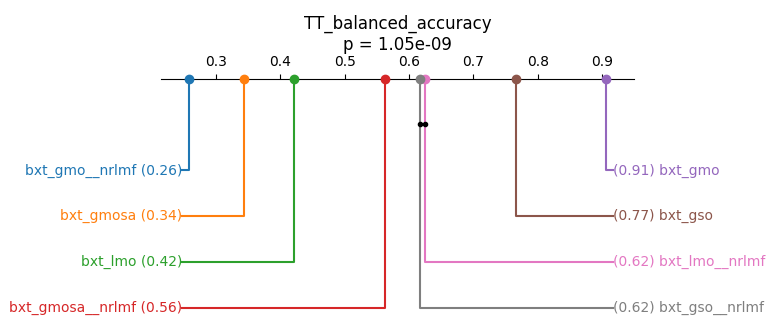 TT_balanced_accuracy
p = 1.05e-09
0.3 0.4 0.5 0.6 0.7 0.8 0.9
bxt_gmo__nrlmf (0.26) (0.91) bxt_gmo
bxt_gmosa (0.34) (0.77) bxt_gso
bxt_lmo (0.42) (0.62) bxt_lmo__nrlmf
bxt_gmosa__nrlmf (0.56) (0.62) bxt_gso__nrlmf